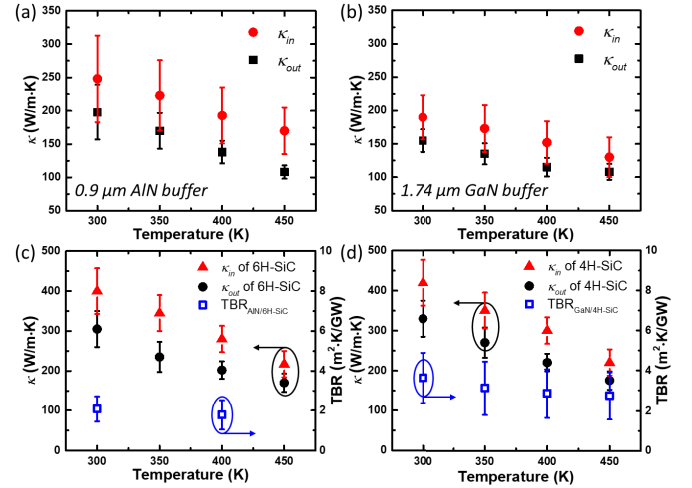 (a)
350
300
250
200
150
100
50
κ (W/m·K)
κin
κout
0.9 μm AlN buffer
300 350 400 450
Temperature (K)
(b)
350
300
250
200
150
100
50
κ (W/m·K)
κin
κout
1.74 μm GaN buffer
300 350 400 450
Temperature (K)
(c)
500
400
300
200
100
0
κ (W/m·K)
κin of 6H-SiC
κout of 6H-SiC
TBRAlN/6H-SiC
10
8
6
4
2
0
TBR (m²·K/GW)
300 350 400 450
Temperature (K)
(d)
500
400
300
200
100
0
κ (W/m·K)
κin of 4H-SiC
κout of 4H-SiC
TBRGaN/4H-SiC
10
8
6
4
2
0
TBR (m²·K/GW)
300 350 400 450
Temperature (K)